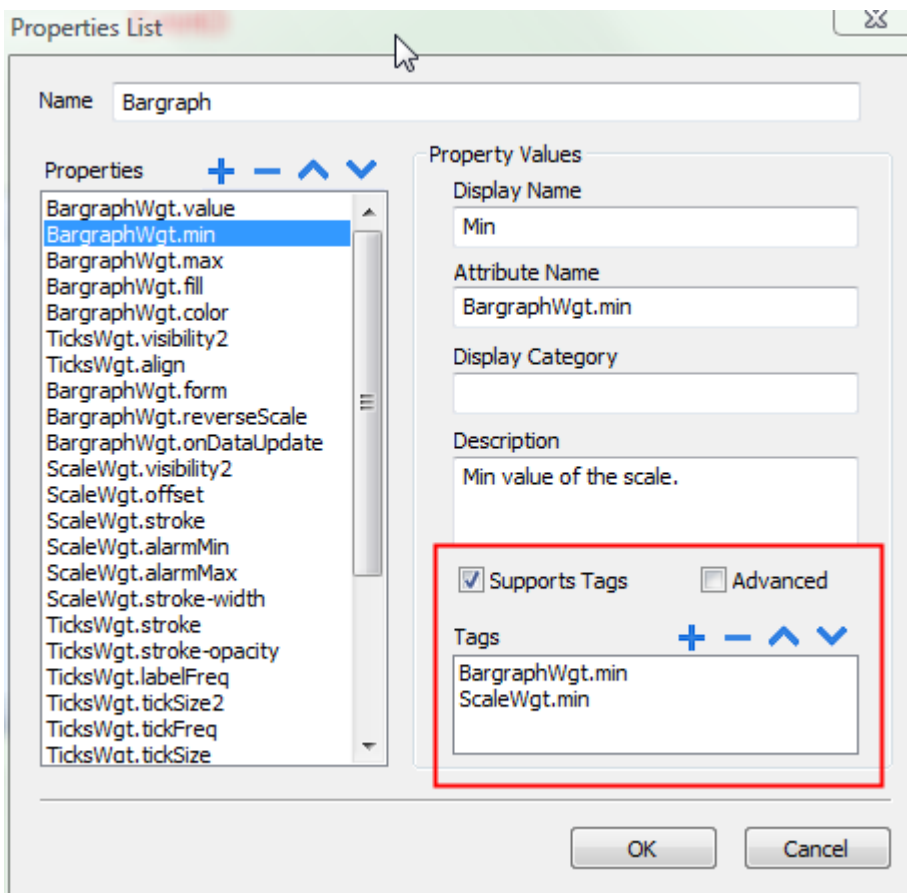 Properties List
Name Bargraph
Properties
BargraphWgt.value
BargraphWgt.min
BargraphWgt.max
BargraphWgt.fill
BargraphWgt.color
TicksWgt.visibility2
TicksWgt.align
BargraphWgt.form
BargraphWgt.reverseScale
BargraphWgt.onDataUpdate
ScaleWgt.visibility2
ScaleWgt.offset
ScaleWgt.stroke
ScaleWgt.alarmMin
ScaleWgt.alarmMax
ScaleWgt.stroke-width
TicksWgt.stroke
TicksWgt.stroke-opacity
TicksWgt.labelFreq
TicksWgt.tickSize2
TicksWgt.tickFreq
TicksWgt.tickSize
Property Values
Display Name
Min
Attribute Name
BargraphWgt.min
Display Category
Description
Min value of the scale.
Supports Tags Advanced
Tags
BargraphWgt.min
ScaleWgt.min
OK Cancel